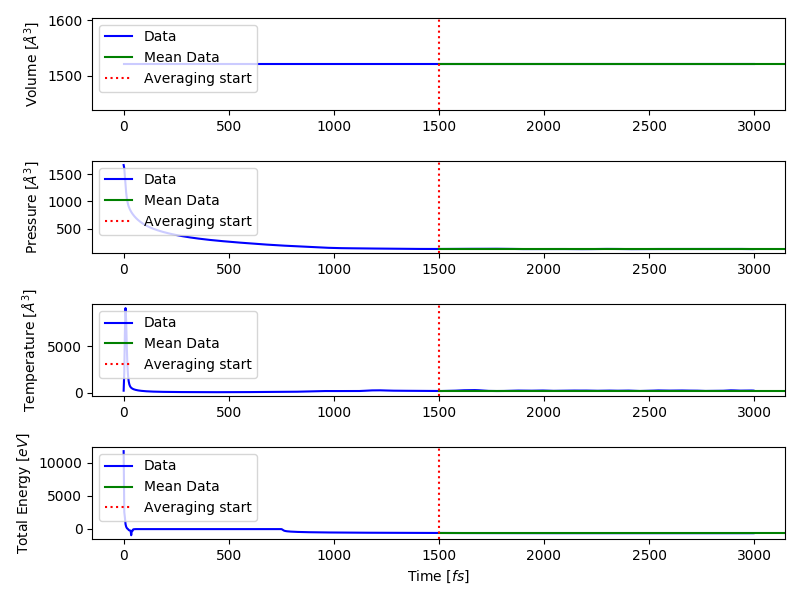 Volume [Å³]
1600
1500
Data
Mean Data
Averaging start
0 500 1000 1500 2000 2500 3000
Pressure [Å³]
1500
1000
500
Data
Mean Data
Averaging start
0 500 1000 1500 2000 2500 3000
Temperature [Å³]
5000
0
Data
Mean Data
Averaging start
0 500 1000 1500 2000 2500 3000
Total Energy [eV]
10000
5000
0
Data
Mean Data
Averaging start
0 500 1000 1500 2000 2500 3000
Time [fs]